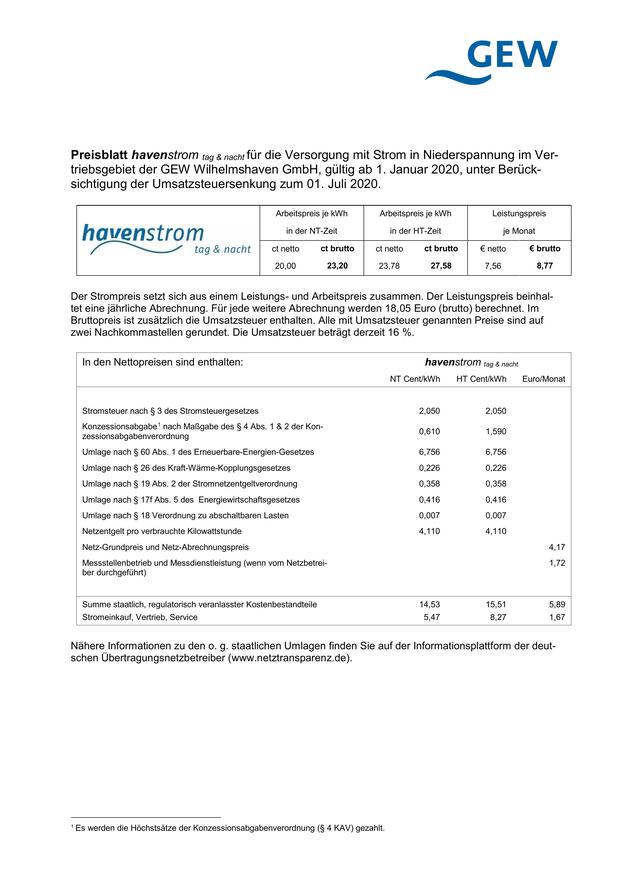 GEW
Preisblatt havenstrom tag & nacht für die Versorgung mit Strom in Niederspannung im Ver-
triebsgebiet der GEW Wilhelmshaven GmbH, gültig ab 1. Januar 2020, unter Berück-
sichtigung der Umsatzsteuersenkung zum 01. Juli 2020.
havenstrom
tag & nacht
Arbeitspreis je kWh Arbeitspreis je kWh Leistungspreis
in der NT-Zeit in der HT-Zeit je Monat
ct netto ct brutto ct netto ct brutto € netto € brutto
20,00 23,20 23,78 27,58 7,56 8,77
Der Strompreis setzt sich aus einem Leistungs- und Arbeitspreis zusammen. Der Leistungspreis beinhal-
tet eine jährliche Abrechnung. Für jede weitere Abrechnung werden 18,05 Euro (brutto) berechnet. Im
Bruttopreis ist zusätzlich die Umsatzsteuer enthalten. Alle mit Umsatzsteuer genannten Preise sind auf
zwei Nachkommastellen gerundet. Die Umsatzsteuer beträgt derzeit 16 %.
In den Nettopreisen sind enthalten: havenstrom tag & nacht
NT Cent/kWh HT Cent/kWh Euro/Monat
Stromsteuer nach § 3 des Stromsteuergesetzes 2,050 2,050
Konzessionsabgabe¹ nach Maßgabe des § 4 Abs. 1 & 2 der Kon-
zessionsabgabenverordnung 0,610 1,590
Umlage nach § 60 Abs. 1 des Erneuerbare-Energien-Gesetzes 6,756 6,756
Umlage nach § 26 des Kraft-Wärme-Kopplungsgesetzes 0,226 0,226
Umlage nach § 19 Abs. 2 der Stromnetzentgeltverordnung 0,358 0,358
Umlage nach § 17f Abs. 5 des Energiewirtschaftsgesetzes 0,416 0,416
Umlage nach § 18 Verordnung zu abschaltbaren Lasten 0,007 0,007
Netzentgelt pro verbrauchte Kilowattstunde 4,110 4,110
Netz-Grundpreis und Netz-Abrechnungspreis 4,17
Messstellenbetrieb und Messdienstleistung (wenn vom Netzbetrei- 1,72
ber durchgeführt)
Summe staatlich, regulatorisch veranlasster Kostenbestandteile 14,53 15,51 5,89
Stromeinkauf, Vertrieb, Service 5,47 8,27 1,67
Nähere Informationen zu den o. g. staatlichen Umlagen finden Sie auf der Informationsplattform der deut-
schen Übertragungsnetzbetreiber (www.netztransparenz.de).
¹ Es werden die Höchstsätze der Konzessionsabgabenverordnung (§ 4 KAV) gezahlt.